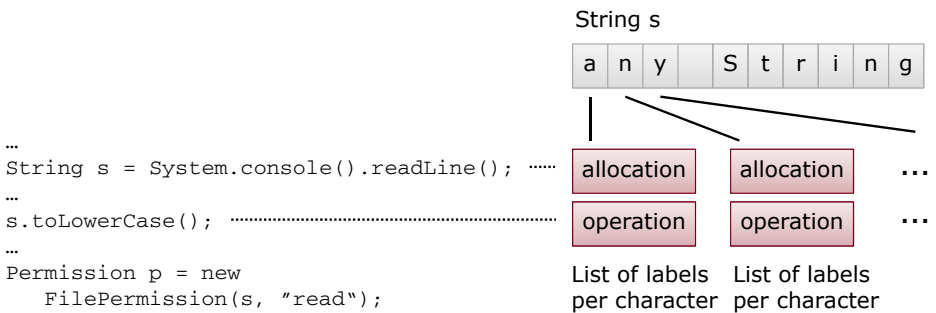 String s
a n y S t r i n g
…
String s = System.console().readLine();
allocation allocation ...
…
s.toLowerCase();
operation operation ...
…
Permission p = new
FilePermission(s, ″read“);
List of labels List of labels
per character per character